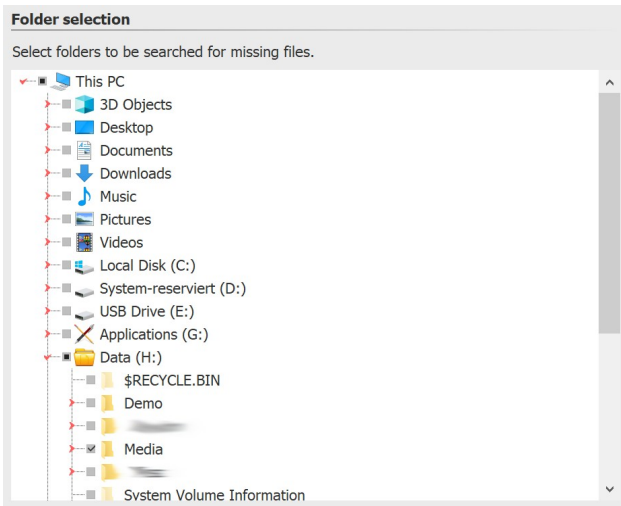 Folder selection
Select folders to be searched for missing files.
This PC
3D Objects
Desktop
Documents
Downloads
Music
Pictures
Videos
Local Disk (C:)
System-reserviert (D:)
USB Drive (E:)
Applications (G:)
Data (H:)
$RECYCLE.BIN
Demo
Media
System Volume Information